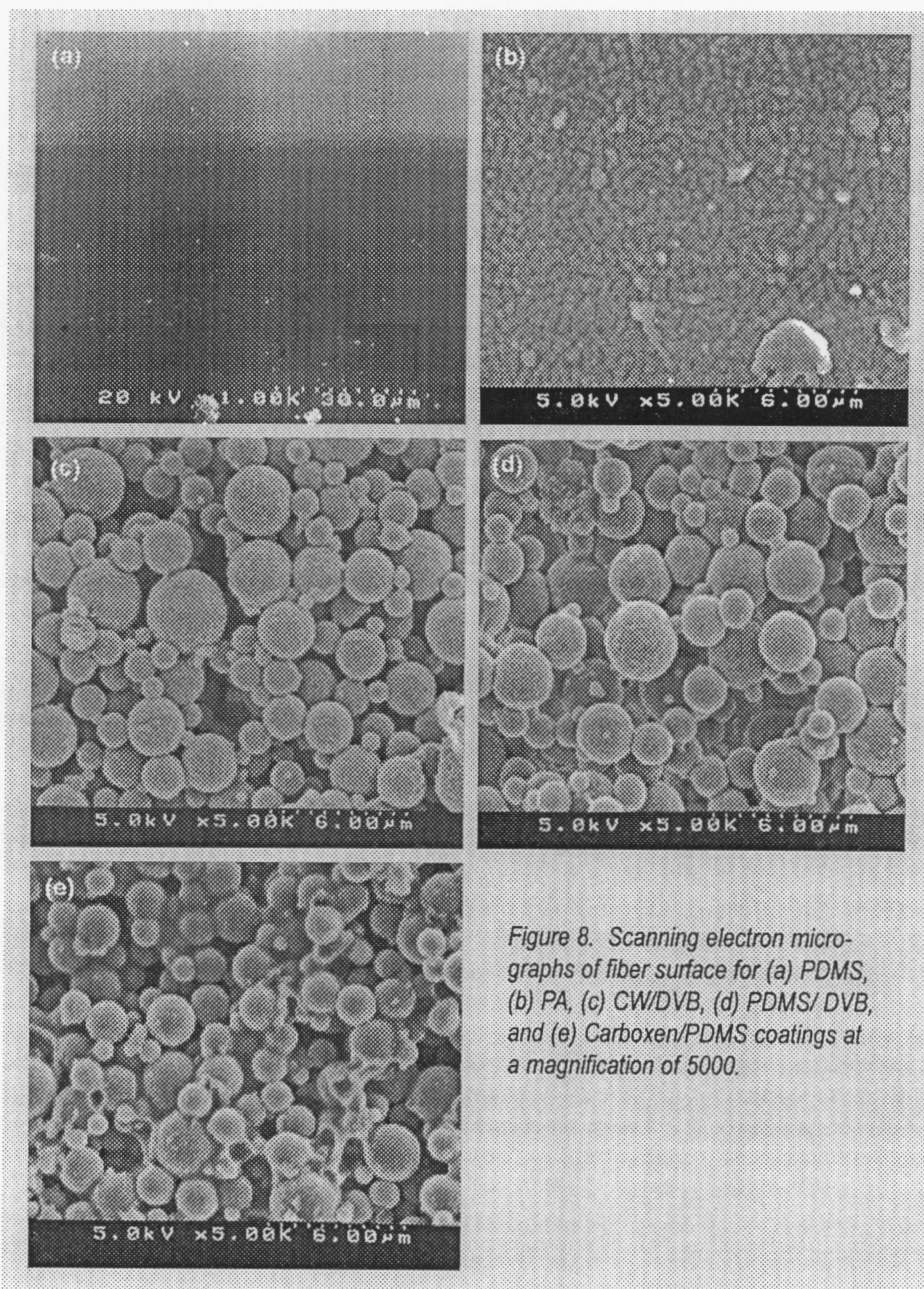 (a)
(b)
20 kV x1.00K 30.0µm
5.0kV x5.00K 6.00µm
(c)
(d)
5.0kV x5.00K 6.00µm
5.0kV x5.00K 6.00µm
(e)
5.0kV x5.00K 6.00µm
Figure 8. Scanning electron micro-
graphs of fiber surface for (a) PDMS,
(b) PA, (c) CW/DVB, (d) PDMS/ DVB,
and (e) Carboxen/PDMS coatings at
a magnification of 5000.